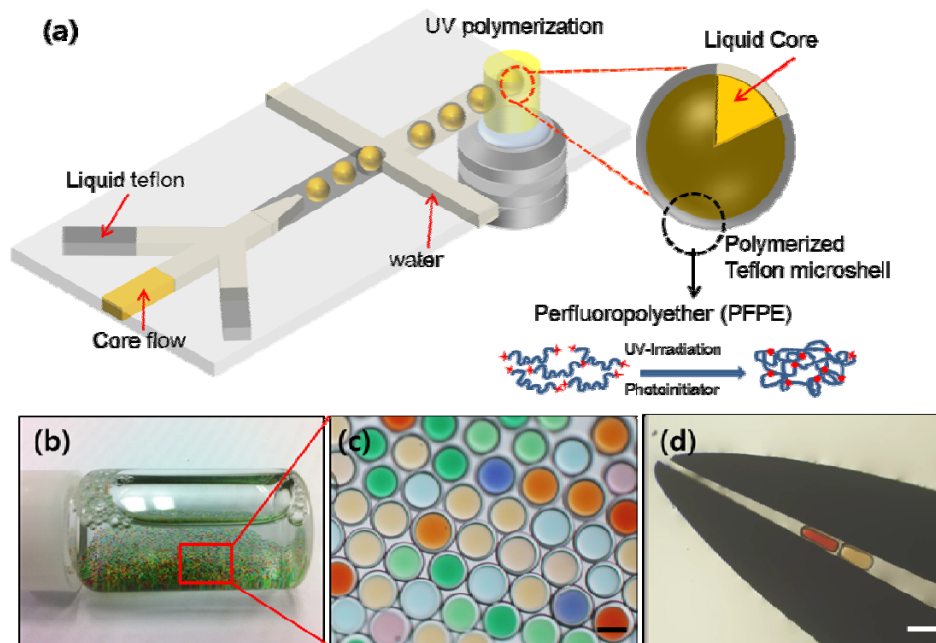 (a)
UV polymerization
Liquid Core
Liquid teflon
water
Core flow
Polymerized
Teflon microshell
Perfluoropolyether (PFPE)
UV-Irradiation
Photoinitiator
(b)
(c)
(d)